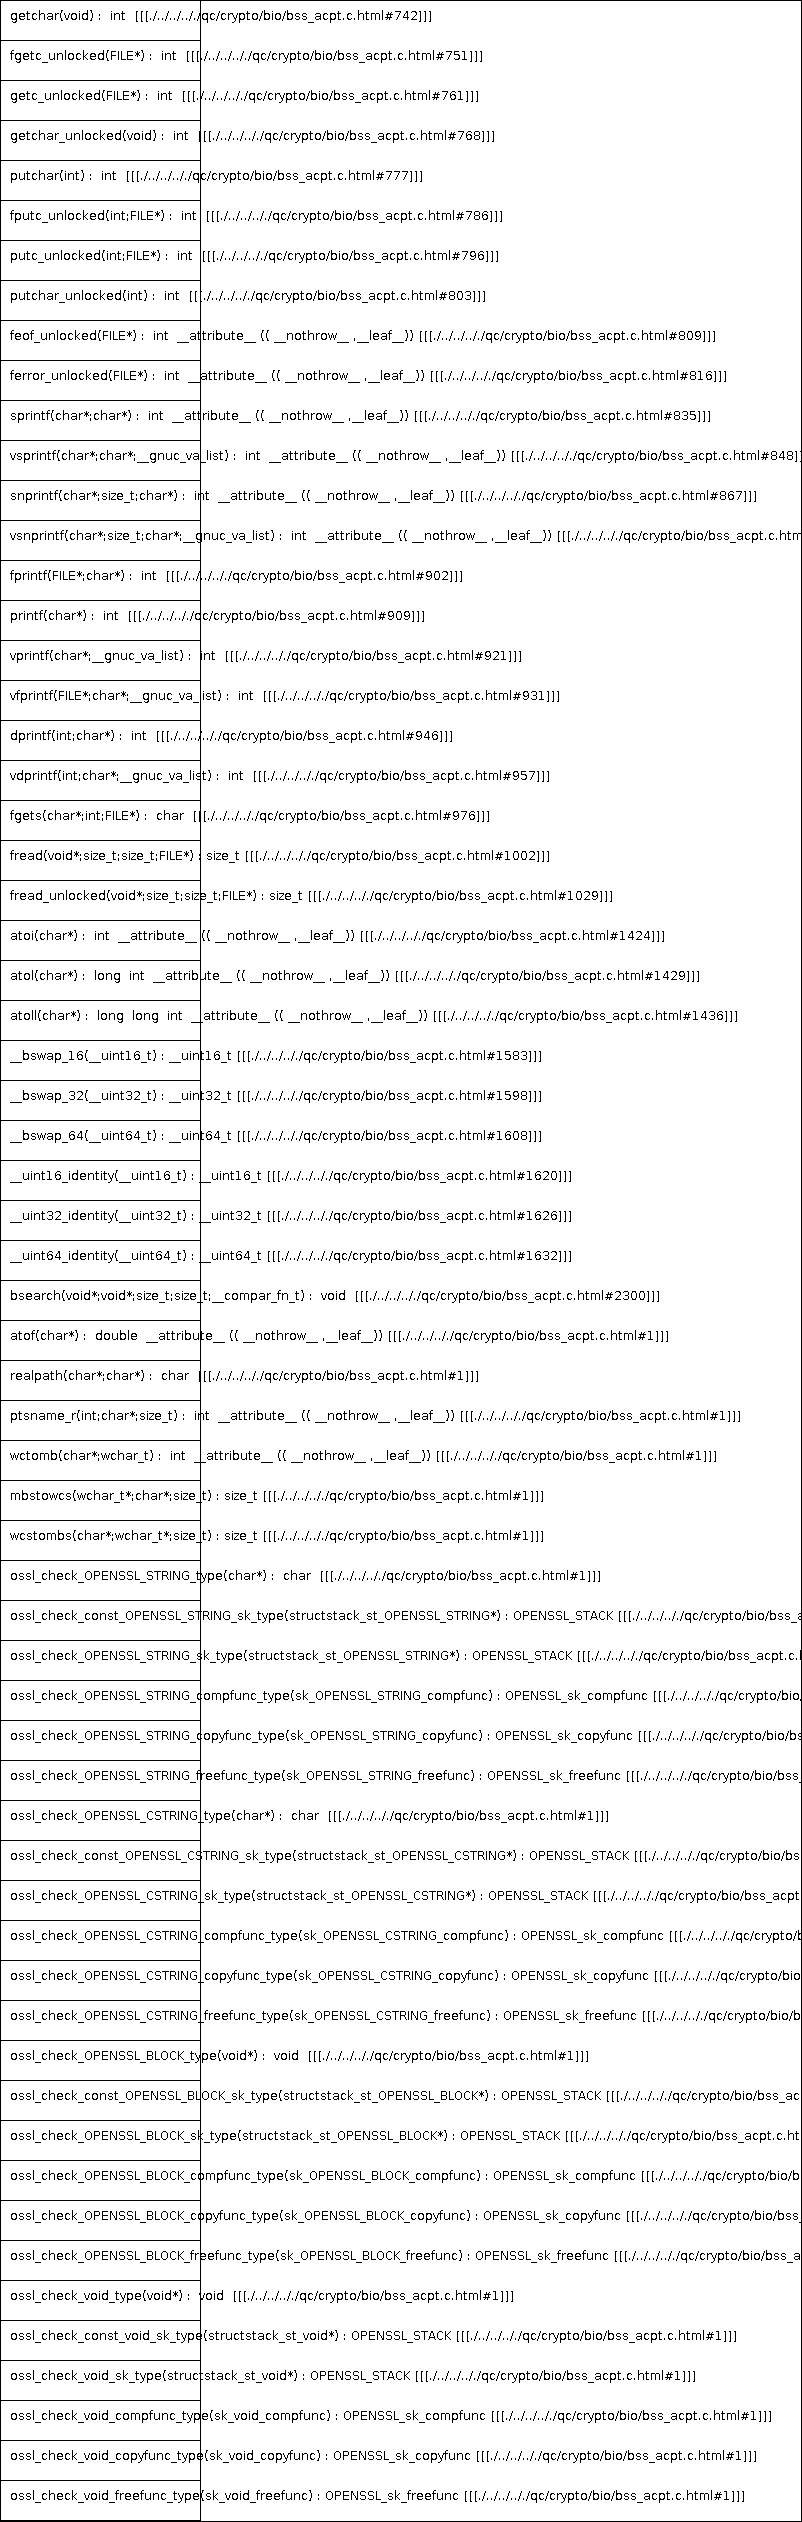 getchar(void) : int [[[./../../.././qc/crypto/bio/bss_acpt.c.html#742]]]
fgetc_unlocked(FILE*) : int [[[./../../.././qc/crypto/bio/bss_acpt.c.html#751]]]
getc_unlocked(FILE*) : int [[[./../../.././qc/crypto/bio/bss_acpt.c.html#761]]]
getchar_unlocked(void) : int [[[./../../.././qc/crypto/bio/bss_acpt.c.html#768]]]
putchar(int) : int [[[./../../.././qc/crypto/bio/bss_acpt.c.html#777]]]
fputc_unlocked(int;FILE*) : int [[[./../../.././qc/crypto/bio/bss_acpt.c.html#786]]]
putc_unlocked(int;FILE*) : int [[[./../../.././qc/crypto/bio/bss_acpt.c.html#796]]]
putchar_unlocked(int) : int [[[./../../.././qc/crypto/bio/bss_acpt.c.html#803]]]
feof_unlocked(FILE*) : int __attribute__ (( __nothrow__ ,__leaf__)) [[[./../../.././qc/crypto/bio/bss_acpt.c.html#809]]]
ferror_unlocked(FILE*) : int __attribute__ (( __nothrow__ ,__leaf__)) [[[./../../.././qc/crypto/bio/bss_acpt.c.html#816]]]
sprintf(char*;char*) : int __attribute__ (( __nothrow__ ,__leaf__)) [[[./../../.././qc/crypto/bio/bss_acpt.c.html#835]]]
vsprintf(char*;char*;__gnuc_va_list) : int __attribute__ (( __nothrow__ ,__leaf__)) [[[./../../.././qc/crypto/bio/bss_acpt.c.html#848]]
snprintf(char*;size_t;char*) : int __attribute__ (( __nothrow__ ,__leaf__)) [[[./../../.././qc/crypto/bio/bss_acpt.c.html#867]]]
vsnprintf(char*;size_t;char*;__gnuc_va_list) : int __attribute__ (( __nothrow__ ,__leaf__)) [[[./../../.././qc/crypto/bio/bss_acpt.c.htm
fprintf(FILE*;char*) : int [[[./../../.././qc/crypto/bio/bss_acpt.c.html#902]]]
printf(char*) : int [[[./../../.././qc/crypto/bio/bss_acpt.c.html#909]]]
vprintf(char*;__gnuc_va_list) : int [[[./../../.././qc/crypto/bio/bss_acpt.c.html#921]]]
vfprintf(FILE*;char*;__gnuc_va_list) : int [[[./../../.././qc/crypto/bio/bss_acpt.c.html#931]]]
dprintf(int;char*) : int [[[./../../.././qc/crypto/bio/bss_acpt.c.html#946]]]
vdprintf(int;char*;__gnuc_va_list) : int [[[./../../.././qc/crypto/bio/bss_acpt.c.html#957]]]
fgets(char*;int;FILE*) : char [[[./../../.././qc/crypto/bio/bss_acpt.c.html#976]]]
fread(void*;size_t;size_t;FILE*) : size_t [[[./../../.././qc/crypto/bio/bss_acpt.c.html#1002]]]
fread_unlocked(void*;size_t;size_t;FILE*) : size_t [[[./../../.././qc/crypto/bio/bss_acpt.c.html#1029]]]
atoi(char*) : int __attribute__ (( __nothrow__ ,__leaf__)) [[[./../../.././qc/crypto/bio/bss_acpt.c.html#1424]]]
atol(char*) : long int __attribute__ (( __nothrow__ ,__leaf__)) [[[./../../.././qc/crypto/bio/bss_acpt.c.html#1429]]]
atoll(char*) : long long int __attribute__ (( __nothrow__ ,__leaf__)) [[[./../../.././qc/crypto/bio/bss_acpt.c.html#1436]]]
__bswap_16(__uint16_t) : __uint16_t [[[./../../.././qc/crypto/bio/bss_acpt.c.html#1583]]]
__bswap_32(__uint32_t) : __uint32_t [[[./../../.././qc/crypto/bio/bss_acpt.c.html#1598]]]
__bswap_64(__uint64_t) : __uint64_t [[[./../../.././qc/crypto/bio/bss_acpt.c.html#1608]]]
__uint16_identity(__uint16_t) : __uint16_t [[[./../../.././qc/crypto/bio/bss_acpt.c.html#1620]]]
__uint32_identity(__uint32_t) : __uint32_t [[[./../../.././qc/crypto/bio/bss_acpt.c.html#1626]]]
__uint64_identity(__uint64_t) : __uint64_t [[[./../../.././qc/crypto/bio/bss_acpt.c.html#1632]]]
bsearch(void*;void*;size_t;size_t;__compar_fn_t) : void [[[./../../.././qc/crypto/bio/bss_acpt.c.html#2300]]]
atof(char*) : double __attribute__ (( __nothrow__ ,__leaf__)) [[[./../../.././qc/crypto/bio/bss_acpt.c.html#1]]]
realpath(char*;char*) : char [[[./../../.././qc/crypto/bio/bss_acpt.c.html#1]]]
ptsname_r(int;char*;size_t) : int __attribute__ (( __nothrow__ ,__leaf__)) [[[./../../.././qc/crypto/bio/bss_acpt.c.html#1]]]
wctomb(char*;wchar_t) : int __attribute__ (( __nothrow__ ,__leaf__)) [[[./../../.././qc/crypto/bio/bss_acpt.c.html#1]]]
mbstowcs(wchar_t*;char*;size_t) : size_t [[[./../../.././qc/crypto/bio/bss_acpt.c.html#1]]]
wcstombs(char*;wchar_t*;size_t) : size_t [[[./../../.././qc/crypto/bio/bss_acpt.c.html#1]]]
ossl_check_OPENSSL_STRING_type(char*) : char [[[./../../.././qc/crypto/bio/bss_acpt.c.html#1]]]
ossl_check_const_OPENSSL_STRING_sk_type(structstack_st_OPENSSL_STRING*) : OPENSSL_STACK [[[./../../.././qc/crypto/bio/bss_a
ossl_check_OPENSSL_STRING_sk_type(structstack_st_OPENSSL_STRING*) : OPENSSL_STACK [[[./../../.././qc/crypto/bio/bss_acpt.c.
ossl_check_OPENSSL_STRING_compfunc_type(sk_OPENSSL_STRING_compfunc) : OPENSSL_sk_compfunc [[[./../../.././qc/crypto/bio/
ossl_check_OPENSSL_STRING_copyfunc_type(sk_OPENSSL_STRING_copyfunc) : OPENSSL_sk_copyfunc [[[./../../.././qc/crypto/bio/bs
ossl_check_OPENSSL_STRING_freefunc_type(sk_OPENSSL_STRING_freefunc) : OPENSSL_sk_freefunc [[[./../../.././qc/crypto/bio/bss_
ossl_check_OPENSSL_CSTRING_type(char*) : char [[[./../../.././qc/crypto/bio/bss_acpt.c.html#1]]]
ossl_check_const_OPENSSL_CSTRING_sk_type(structstack_st_OPENSSL_CSTRING*) : OPENSSL_STACK [[[./../../.././qc/crypto/bio/bs
ossl_check_OPENSSL_CSTRING_sk_type(structstack_st_OPENSSL_CSTRING*) : OPENSSL_STACK [[[./../../.././qc/crypto/bio/bss_acpt
ossl_check_OPENSSL_CSTRING_compfunc_type(sk_OPENSSL_CSTRING_compfunc) : OPENSSL_sk_compfunc [[[./../../.././qc/crypto/b
ossl_check_OPENSSL_CSTRING_copyfunc_type(sk_OPENSSL_CSTRING_copyfunc) : OPENSSL_sk_copyfunc [[[./../../.././qc/crypto/bio
ossl_check_OPENSSL_CSTRING_freefunc_type(sk_OPENSSL_CSTRING_freefunc) : OPENSSL_sk_freefunc [[[./../../.././qc/crypto/bio/b
ossl_check_OPENSSL_BLOCK_type(void*) : void [[[./../../.././qc/crypto/bio/bss_acpt.c.html#1]]]
ossl_check_const_OPENSSL_BLOCK_sk_type(structstack_st_OPENSSL_BLOCK*) : OPENSSL_STACK [[[./../../.././qc/crypto/bio/bss_ac
ossl_check_OPENSSL_BLOCK_sk_type(structstack_st_OPENSSL_BLOCK*) : OPENSSL_STACK [[[./../../.././qc/crypto/bio/bss_acpt.c.ht
ossl_check_OPENSSL_BLOCK_compfunc_type(sk_OPENSSL_BLOCK_compfunc) : OPENSSL_sk_compfunc [[[./../../.././qc/crypto/bio/b
ossl_check_OPENSSL_BLOCK_copyfunc_type(sk_OPENSSL_BLOCK_copyfunc) : OPENSSL_sk_copyfunc [[[./../../.././qc/crypto/bio/bss_
ossl_check_OPENSSL_BLOCK_freefunc_type(sk_OPENSSL_BLOCK_freefunc) : OPENSSL_sk_freefunc [[[./../../.././qc/crypto/bio/bss_a
ossl_check_void_type(void*) : void [[[./../../.././qc/crypto/bio/bss_acpt.c.html#1]]]
ossl_check_const_void_sk_type(structstack_st_void*) : OPENSSL_STACK [[[./../../.././qc/crypto/bio/bss_acpt.c.html#1]]]
ossl_check_void_sk_type(structstack_st_void*) : OPENSSL_STACK [[[./../../.././qc/crypto/bio/bss_acpt.c.html#1]]]
ossl_check_void_compfunc_type(sk_void_compfunc) : OPENSSL_sk_compfunc [[[./../../.././qc/crypto/bio/bss_acpt.c.html#1]]]
ossl_check_void_copyfunc_type(sk_void_copyfunc) : OPENSSL_sk_copyfunc [[[./../../.././qc/crypto/bio/bss_acpt.c.html#1]]]
ossl_check_void_freefunc_type(sk_void_freefunc) : OPENSSL_sk_freefunc [[[./../../.././qc/crypto/bio/bss_acpt.c.html#1]]]